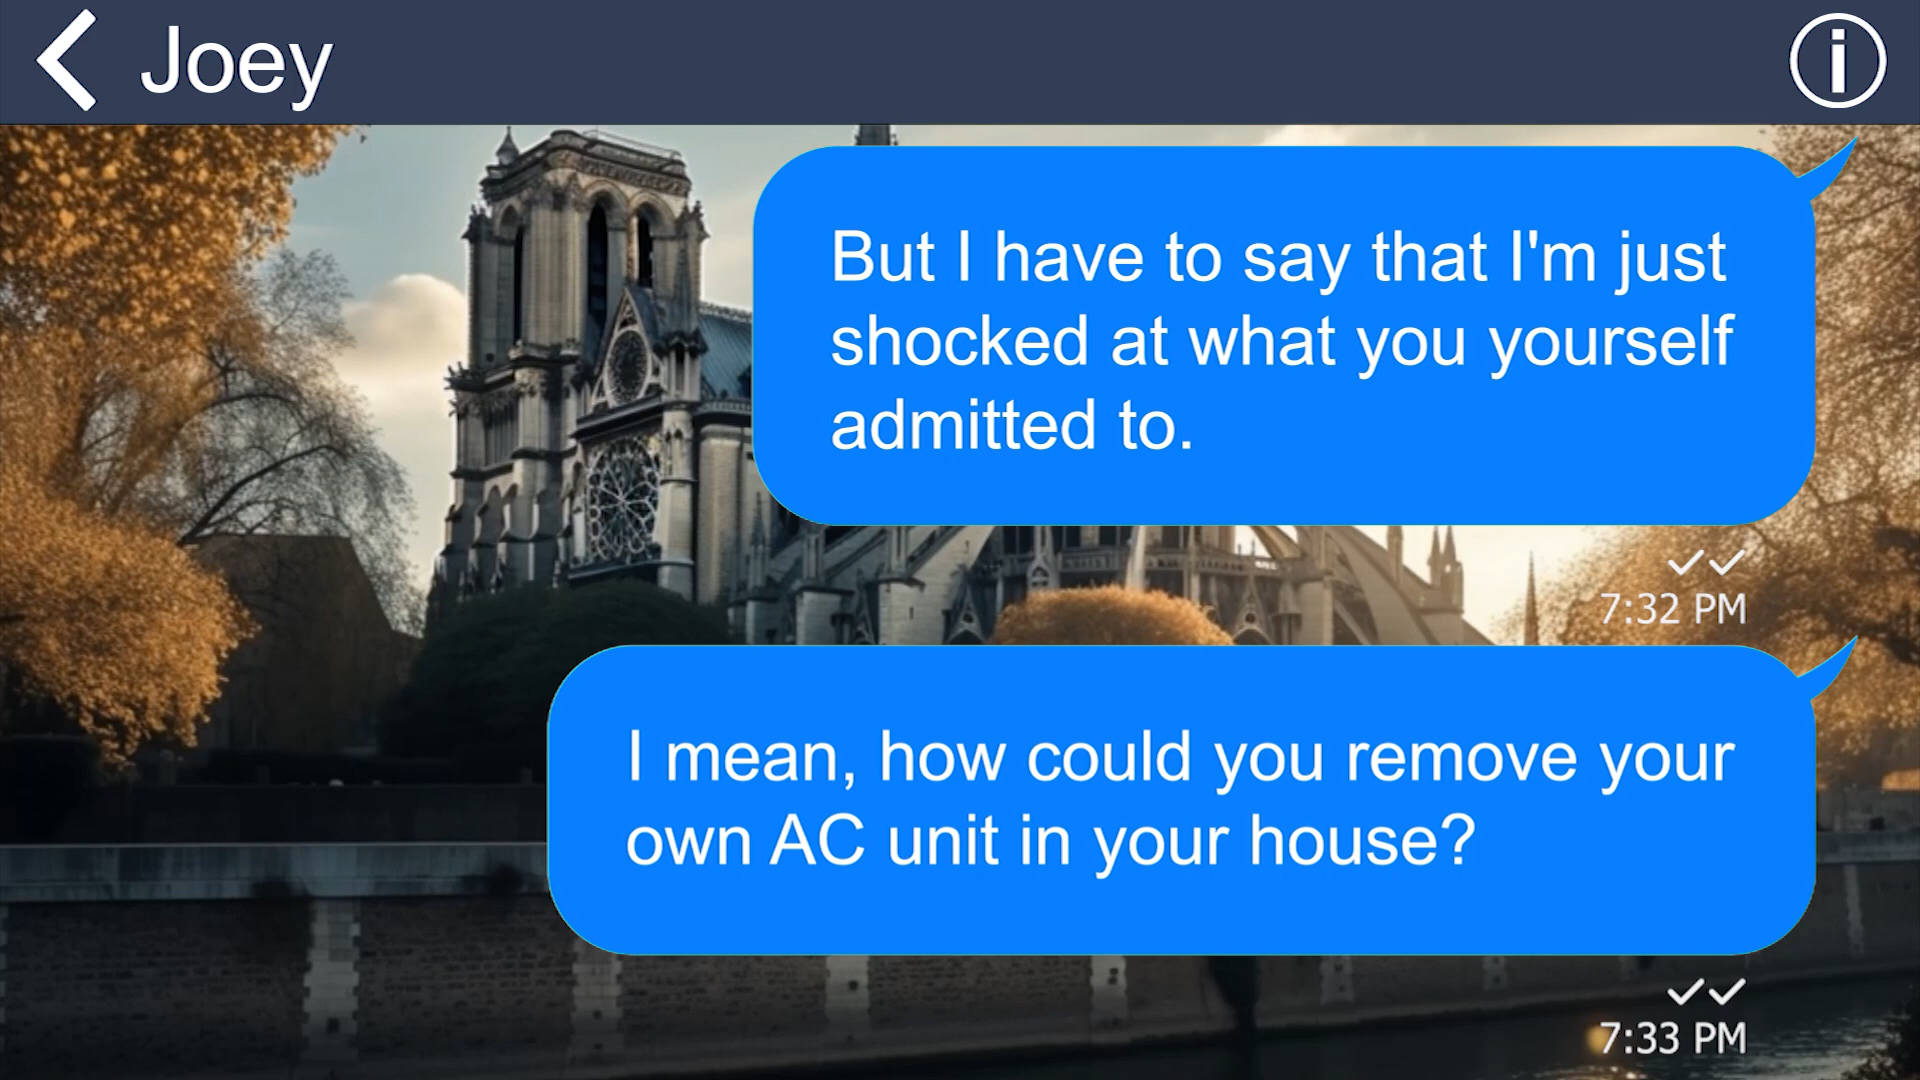 Joey
But I have to say that I'm just
shocked at what you yourself
admitted to.
7:32 PM
I mean, how could you remove your
own AC unit in your house?
7:33 PM